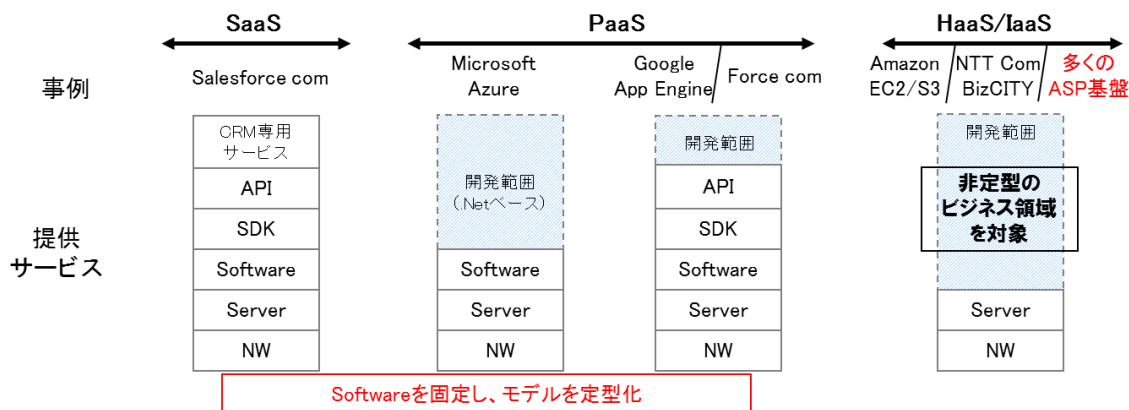 SaaS
PaaS
HaaS/IaaS
事例
Salesforce com
Microsoft
Azure
Google
App Engine
Force com
Amazon
EC2/S3
NTT Com
BizCITY
多くの
ASP基盤
提供
サービス
CRM専用
サービス
API
SDK
Software
Server
NW
開発範囲
(.Netベース)
Software
Server
NW
開発範囲
API
SDK
Software
Server
NW
開発範囲
非定型の
ビジネス領域
を対象
Server
NW
Softwareを固定し、モデルを定型化